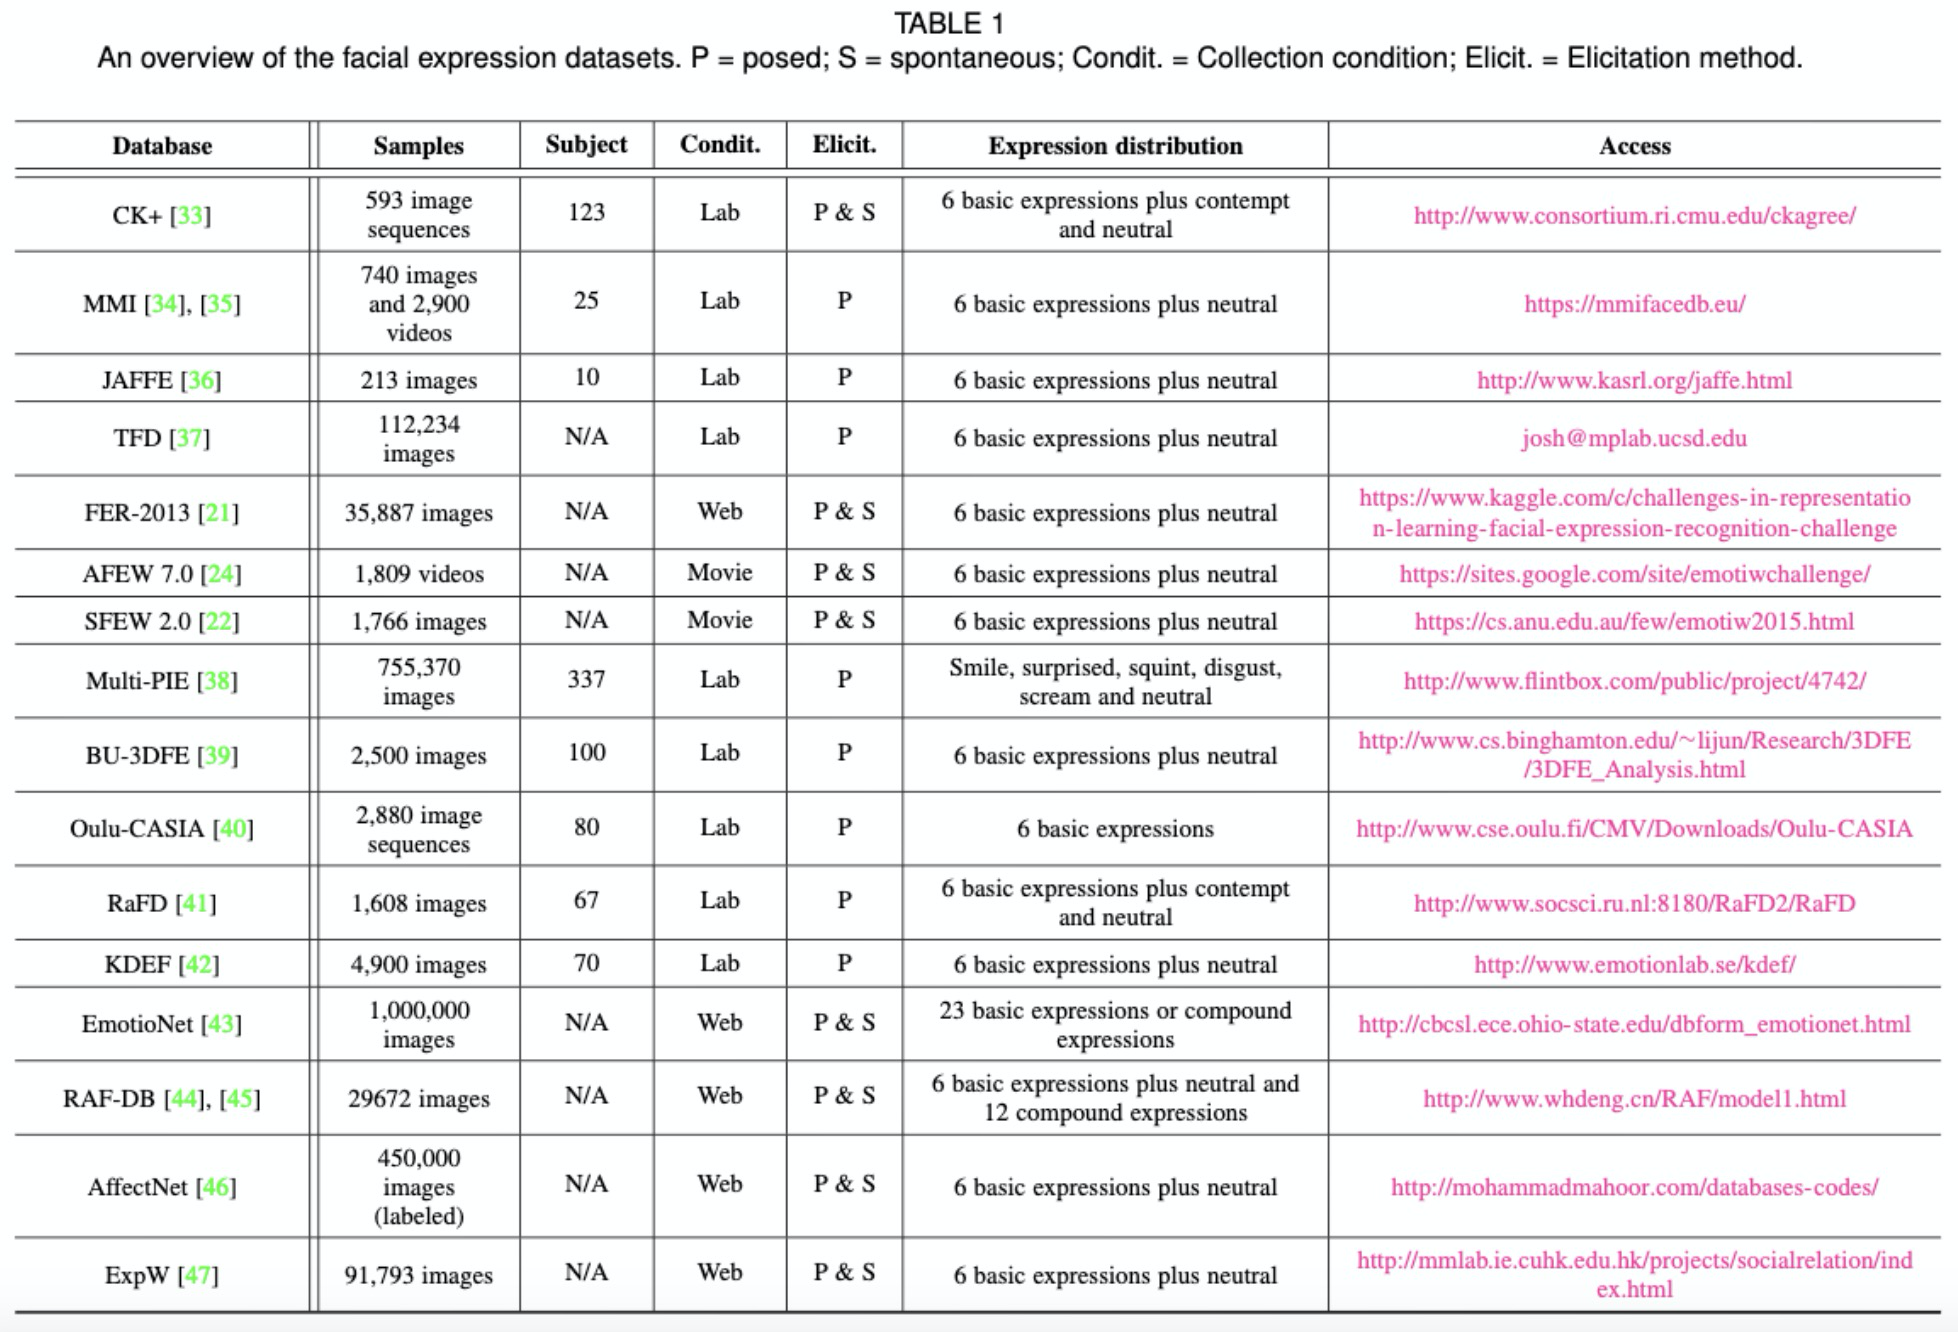 TABLE 1
An overview of the facial expression datasets. P = posed; S = spontaneous; Condit. = Collection condition; Elicit. = Elicitation method.
Database Samples Subject Condit. Elicit. Expression distribution Access
CK+ [33] 593 image sequences 123 Lab P & S 6 basic expressions plus contempt and neutral http://www.consortium.ri.cmu.edu/ckagree/
MMI [34], [35] 740 images and 2,900 videos 25 Lab P 6 basic expressions plus neutral https://mmifacedb.eu/
JAFFE [36] 213 images 10 Lab P 6 basic expressions plus neutral http://www.kasrl.org/jaffe.html
TFD [37] 112,234 images N/A Lab P 6 basic expressions plus neutral josh@mplab.ucsd.edu
FER-2013 [21] 35,887 images N/A Web P & S 6 basic expressions plus neutral https://www.kaggle.com/c/challenges-in-representation-learning-facial-expression-recognition-challenge
AFEW 7.0 [24] 1,809 videos N/A Movie P & S 6 basic expressions plus neutral https://sites.google.com/site/emotiwchallenge/
SFEW 2.0 [22] 1,766 images N/A Movie P & S 6 basic expressions plus neutral https://cs.anu.edu.au/few/emotiw2015.html
Multi-PIE [38] 755,370 images 337 Lab P Smile, surprised, squint, disgust, scream and neutral http://www.flintbox.com/public/project/4742/
BU-3DFE [39] 2,500 images 100 Lab P 6 basic expressions plus neutral http://www.cs.binghamton.edu/~lijun/Research/3DFE/3DFE_Analysis.html
Oulu-CASIA [40] 2,880 image sequences 80 Lab P 6 basic expressions http://www.cse.oulu.fi/CMV/Downloads/Oulu-CASIA
RaFD [41] 1,608 images 67 Lab P 6 basic expressions plus contempt and neutral http://www.socsci.ru.nl:8180/RaFD2/RaFD
KDEF [42] 4,900 images 70 Lab P 6 basic expressions plus neutral http://www.emotionlab.se/kdef/
EmotioNet [43] 1,000,000 images N/A Web P & S 23 basic expressions or compound expressions http://cbcsl.ece.ohio-state.edu/dbform_emotionet.html
RAF-DB [44], [45] 29672 images N/A Web P & S 6 basic expressions plus neutral and 12 compound expressions http://www.whdeng.cn/RAF/model1.html
AffectNet [46] 450,000 images (labeled) N/A Web P & S 6 basic expressions plus neutral http://mohammadmahoor.com/databases-codes/
ExpW [47] 91,793 images N/A Web P & S 6 basic expressions plus neutral http://mmlab.ie.cuhk.edu.hk/projects/socialrelation/index.html